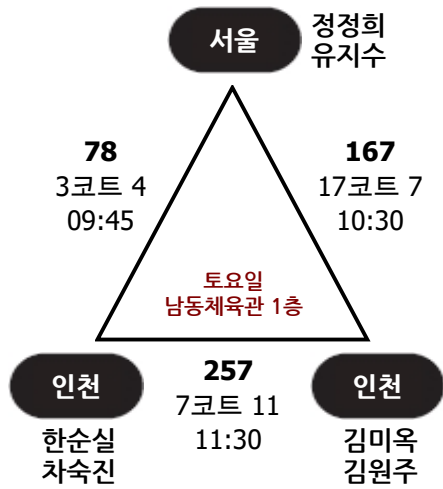 서울
정정희
유지수
78
3코트 4
09:45
167
17코트 7
10:30
토요일
남동체육관 1층
인천
한순실
차숙진
257
7코트 11
11:30
인천
김미옥
김원주